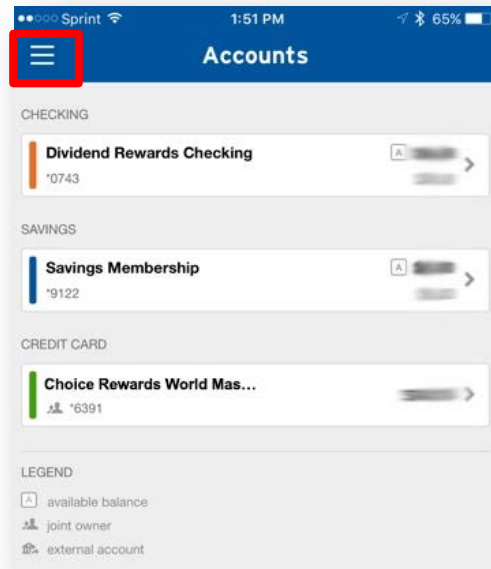 Sprint 1:51 PM 65%
Accounts
CHECKING
Dividend Rewards Checking
A
*0743
SAVINGS
Savings Membership
A
*9122
CREDIT CARD
Choice Rewards World Mas...
*6391
LEGEND
A available balance
joint owner
external account